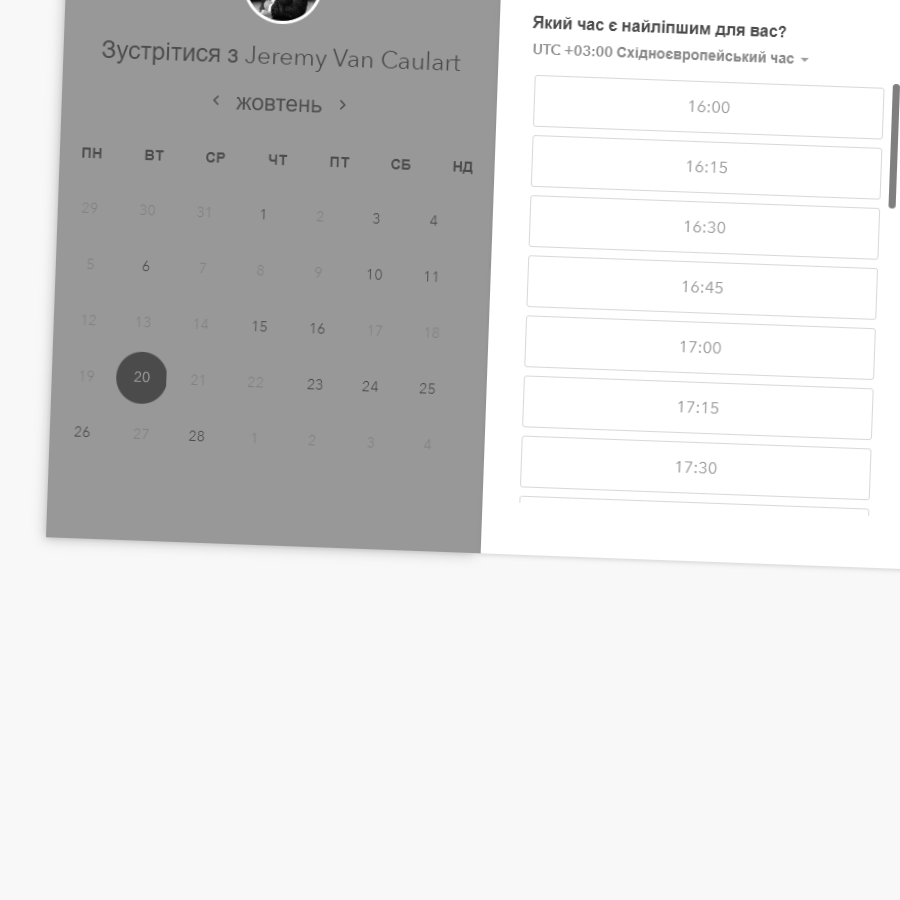 Зустрітися з Jeremy Van Caulart
‹ жовтень ›
ПН ВТ СР ЧТ ПТ СБ НД
29 30 31 1 2 3 4
5 6 7 8 9 10 11
12 13 14 15 16 17 18
19 20 21 22 23 24 25
26 27 28 1 2 3 4
Який час є найліпшим для вас?
UTC +03:00 Східноєвропейський час
16:00
16:15
16:30
16:45
17:00
17:15
17:30